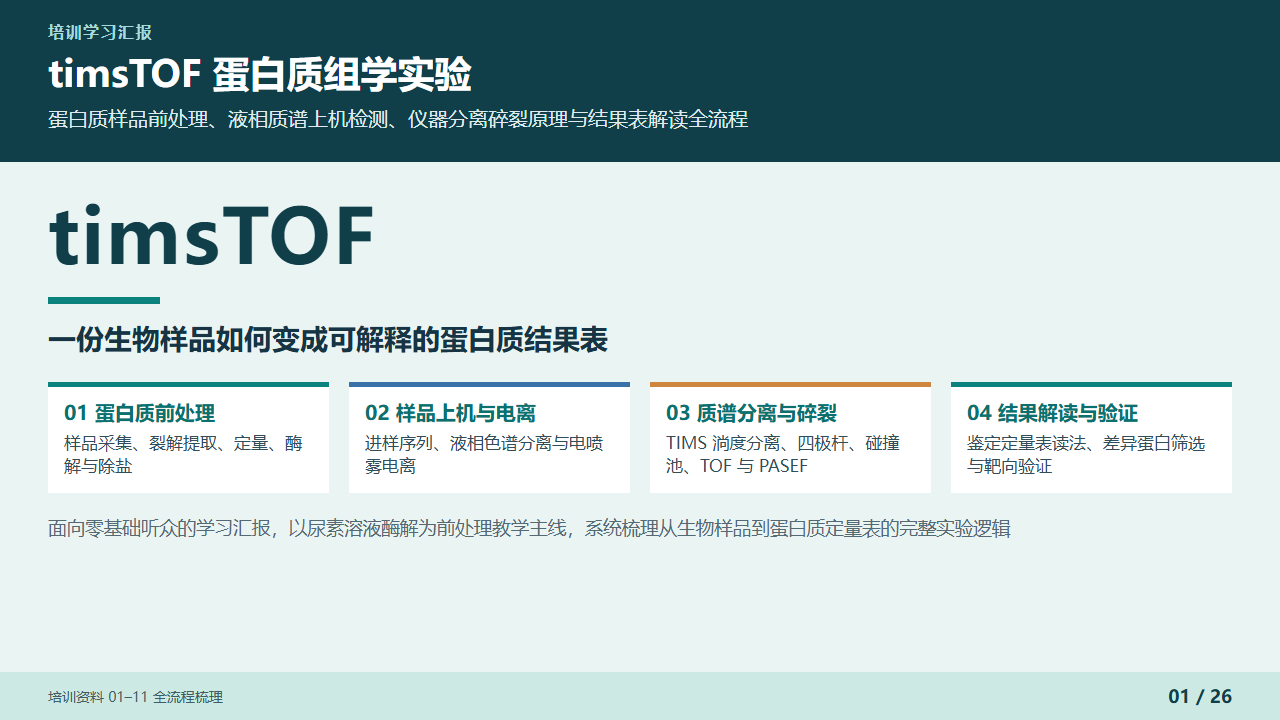 培训学习汇报
timsTOF 蛋白质组学实验
蛋白质样品前处理、液相质谱上机检测、仪器分离碎裂原理与结果表解读全流程
timsTOF
一份生物样品如何变成可解释的蛋白质结果表
01 蛋白质前处理
样品采集、裂解提取、定量、酶
解与除盐
02 样品上机与电离
进样序列、液相色谱分离与电喷
雾电离
03 质谱分离与碎裂
TIMS 淌度分离、四极杆、碰撞
池、TOF 与 PASEF
04 结果解读与验证
鉴定定量表读法、差异蛋白筛选
与靶向验证
面向零基础听众的学习汇报，以尿素溶液酶解为前处理教学主线，系统梳理从生物样品到蛋白质定量表的完整实验逻辑
培训资料 01–11 全流程梳理
01 / 26